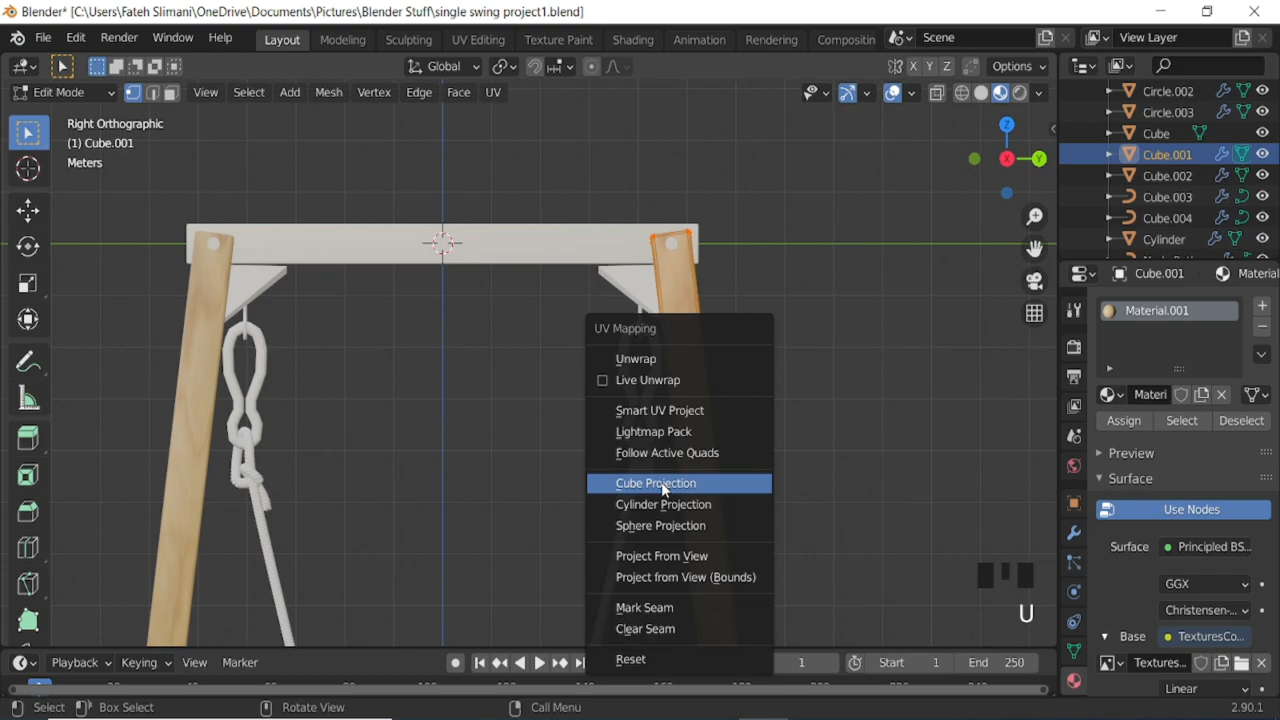 Blender* [C:\Users\Fateh Slimani\OneDrive\Documents\Pictures\Blender Stuff\single swing project1.blend]
File Edit Render Window Help Layout Modeling Sculpting UV Editing Texture Paint Shading Animation Rendering Compositin Scene View Layer
Global X Y Z Options
Edit Mode View Select Add Mesh Vertex Edge Face UV
Right Orthographic
(1) Cube.001
Meters
Z
X
Y
Circle.002
Circle.003
Cube
Cube.001
Cube.002
Cube.003
Cube.004
Cylinder
Cube.001 Material
Material.001
Materi
Assign Select Deselect
Preview
Surface
Use Nodes
Surface Principled BS...
GGX
Christensen-...
Base TexturesCo...
Textures...
Linear
UV Mapping
Unwrap
Live Unwrap
Smart UV Project
Lightmap Pack
Follow Active Quads
Cube Projection
Cylinder Projection
Sphere Projection
Project From View
Project from View (Bounds)
Mark Seam
Clear Seam
Reset
U
Playback Keying View Marker 1 Start 1 End 250
Select Box Select Rotate View Call Menu 2.90.1